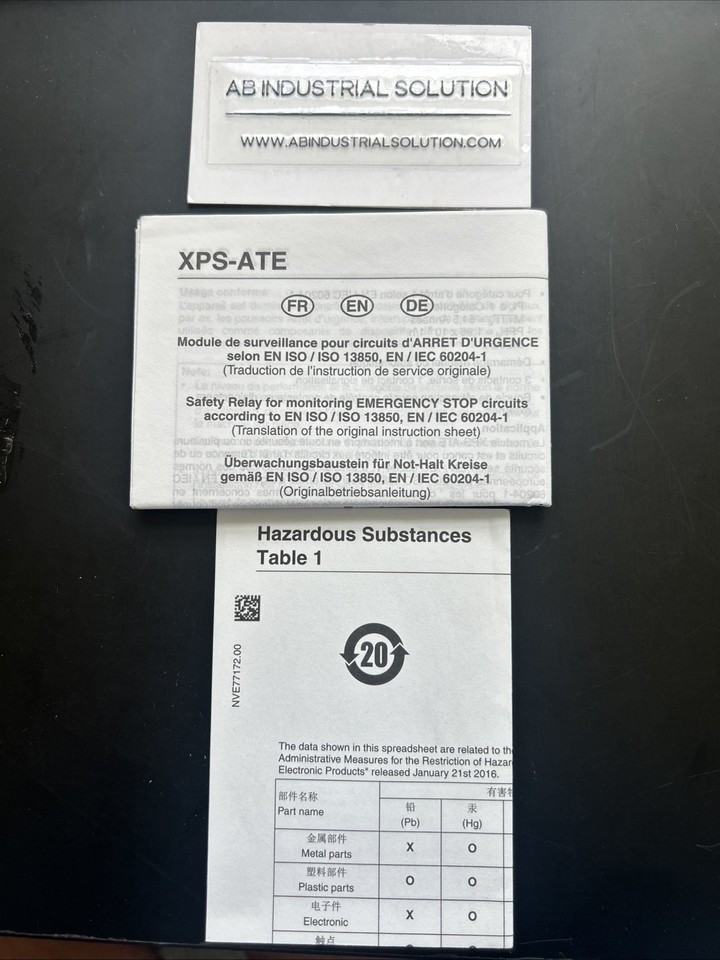 AB INDUSTRIAL SOLUTION
WWW.ABINDUSTRIALSOLUTION.COM
XPS-ATE
FR EN DE
Module de surveillance pour circuits d'ARRET D'URGENCE
selon EN ISO / ISO 13850, EN / IEC 60204-1
(Traduction de l'instruction de service originale)
Safety Relay for monitoring EMERGENCY STOP circuits
according to EN ISO / ISO 13850, EN / IEC 60204-1
(Translation of the original instruction sheet)
Überwachungsbaustein für Not-Halt Kreise
gemäß EN ISO / ISO 13850, EN / IEC 60204-1
(Originalbetriebsanleitung)
Hazardous Substances
Table 1
NVE77172.00
20
The data shown in this spreadsheet are related to the
Administrative Measures for the Restriction of Hazar
Electronic Products" released January 21st 2016.
部件名称
Part name
有害
铅
(Pb)
汞
(Hg)
金属部件
Metal parts
X
O
塑料部件
Plastic parts
O
O
电子件
Electronic
X
O
触点